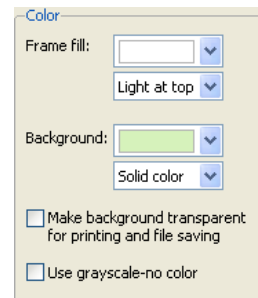 Color
Frame fill:
Light at top
Background:
Solid color
Make background transparent
for printing and file saving
Use grayscale-no color